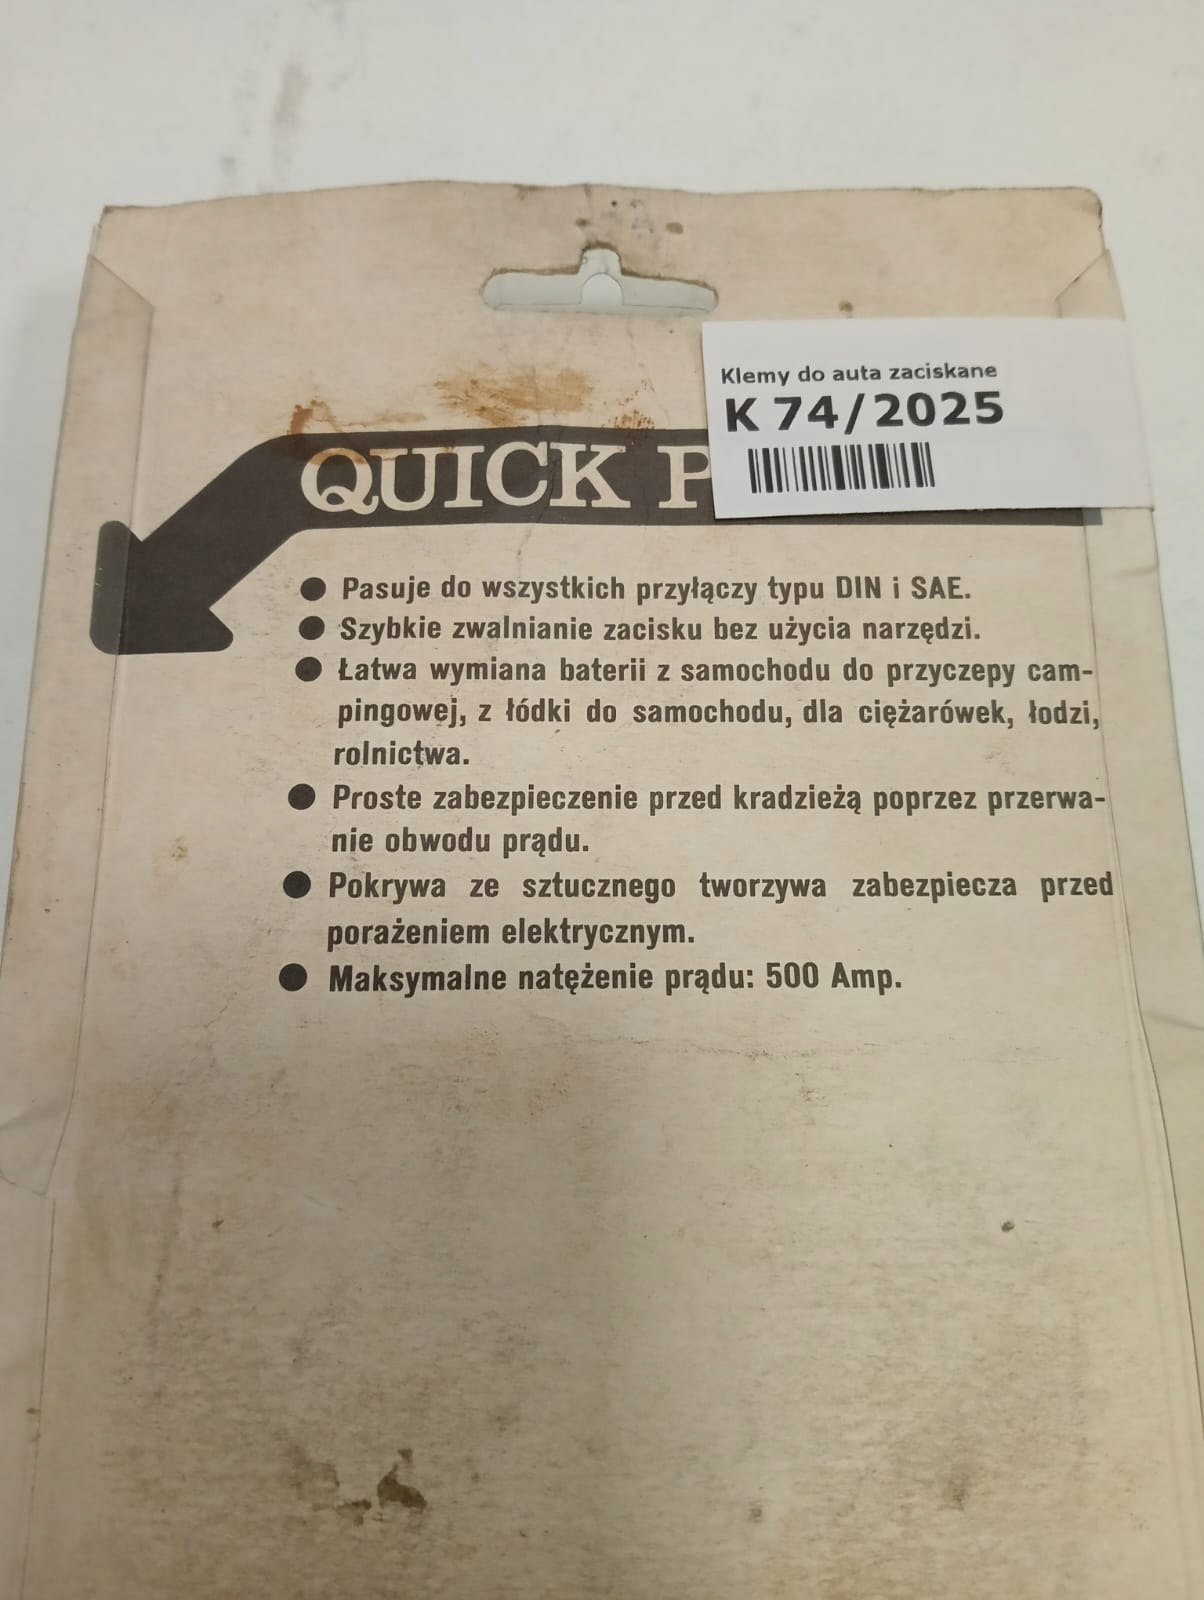 Klemy do auta zaciskane
K 74/2025
QUICK P
● Pasuje do wszystkich przyłączy typu DIN i SAE.
● Szybkie zwalnianie zacisku bez użycia narzędzi.
● Łatwa wymiana baterii z samochodu do przyczepy cam-
pingowej, z łódki do samochodu, dla ciężarówek, łodzi,
rolnictwa.
● Proste zabezpieczenie przed kradzieżą poprzez przerwa-
nie obwodu prądu.
● Pokrywa ze sztucznego tworzywa zabezpiecza przed
porażeniem elektrycznym.
● Maksymalne natężenie prądu: 500 Amp.